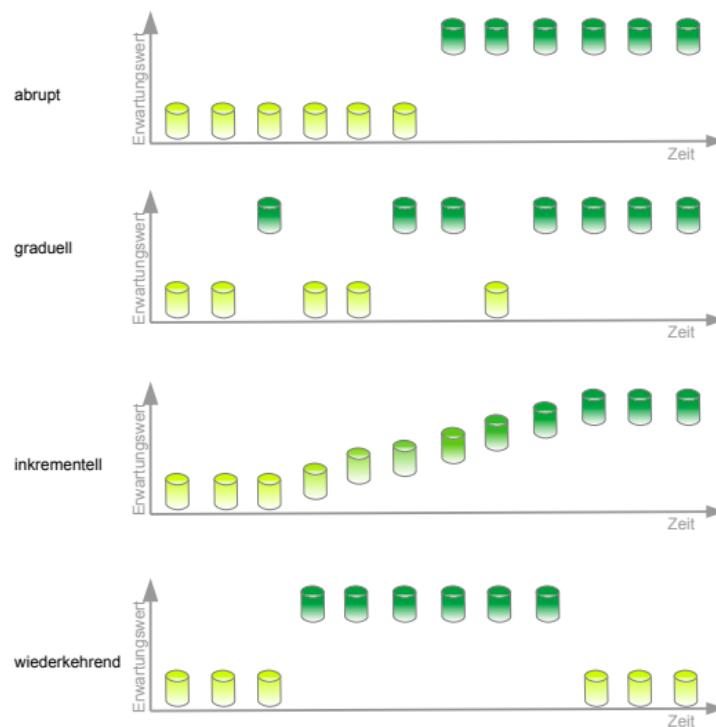 abrupt
Erwartungswert
Zeit
graduell
Erwartungswert
Zeit
inkrementell
Erwartungswert
Zeit
wiederkehrend
Erwartungswert
Zeit